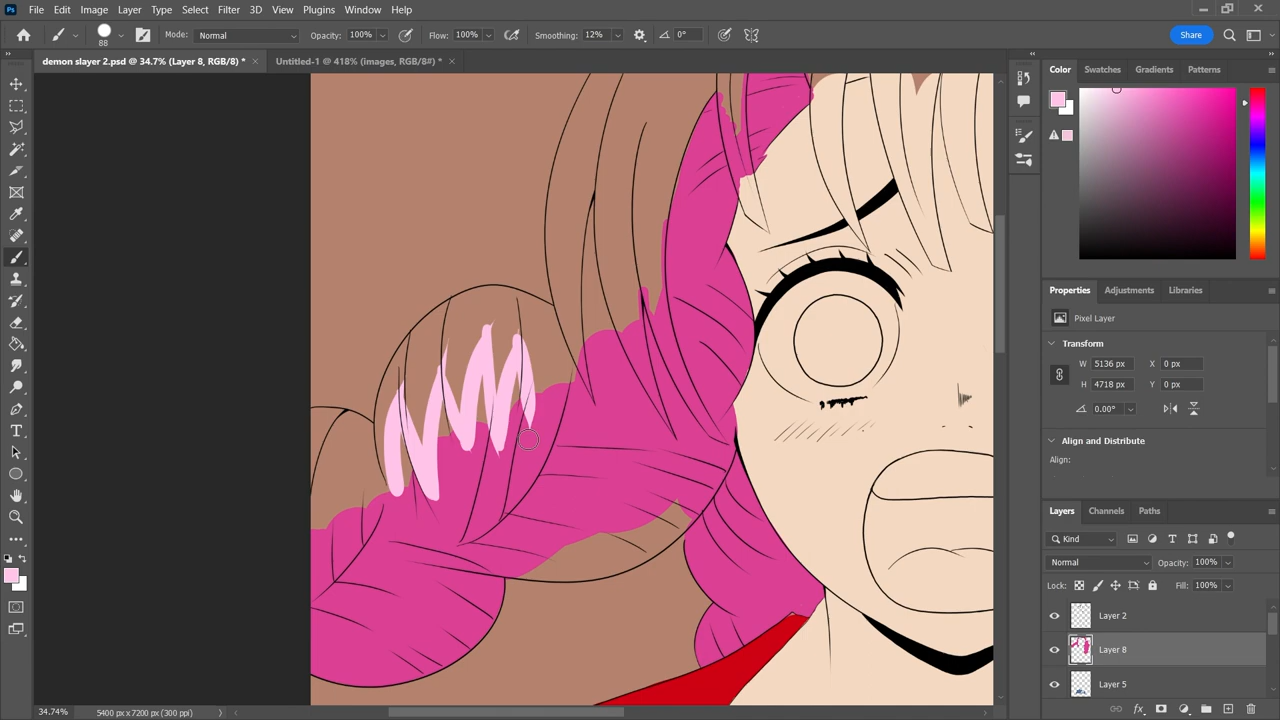 Ps File Edit Image Layer Type Select Filter 3D View Plugins Window Help
88 Mode: Normal Opacity: 100% Flow: 100% Smoothing: 12% 0° Share
demon slayer 2.psd @ 34.7% (Layer 8, RGB/8) * × Untitled-1 @ 418% (images, RGB/8#) * ×
Color Swatches Gradients Patterns
Properties Adjustments Libraries
Pixel Layer
Transform
W 5136 px X 0 px
H 4718 px Y 0 px
0.00°
Align and Distribute
Align:
Layers Channels Paths
Kind
Normal Opacity: 100%
Lock: Fill: 100%
Layer 2
Layer 8
Layer 5
34.74% 5400 px x 7200 px (300 ppi)